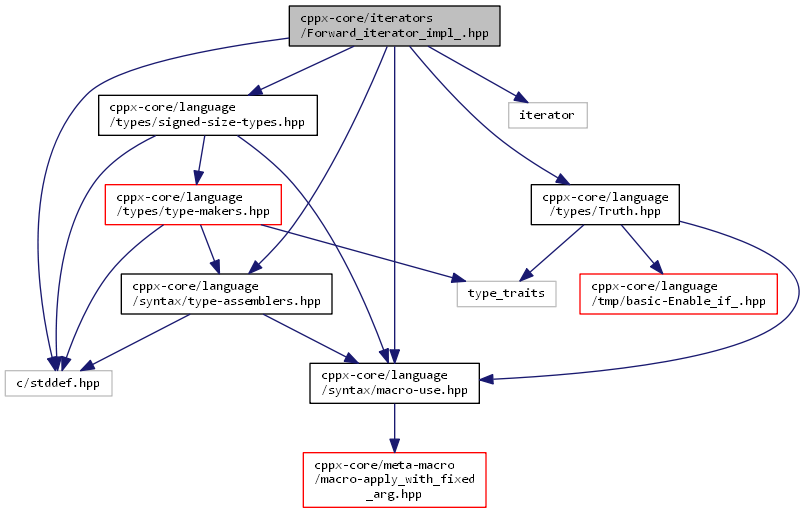 cppx-core/iterators
/Forward_iterator_impl_.hpp
cppx-core/language
/types/signed-size-types.hpp
iterator
cppx-core/language
/types/type-makers.hpp
cppx-core/language
/types/Truth.hpp
cppx-core/language
/syntax/type-assemblers.hpp
type_traits
cppx-core/language
/tmp/basic-Enable_if_.hpp
c/stddef.hpp
cppx-core/language
/syntax/macro-use.hpp
cppx-core/meta-macro
/macro-apply_with_fixed
_arg.hpp